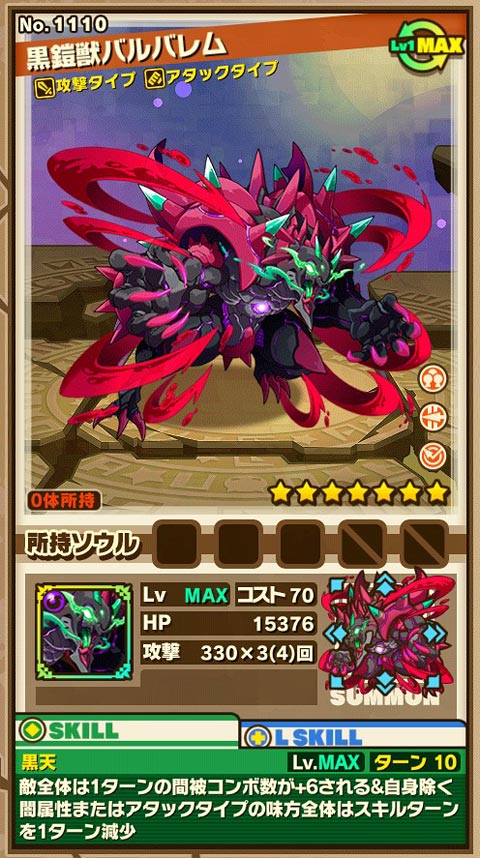 No.1110
黒鎧獣バルバレム
Lv1 MAX
攻撃タイプ アタックタイプ
0体所持
所持ソウル
Lv MAX コスト 70
HP 15376
攻撃 330×3(4)回
SUMMON
SKILL
L SKILL
黒天 Lv.MAX ターン 10
敵全体は1ターンの間被コンボ数が+6される&自身除く
闇属性またはアタックタイプの味方全体はスキルターン
を1ターン減少